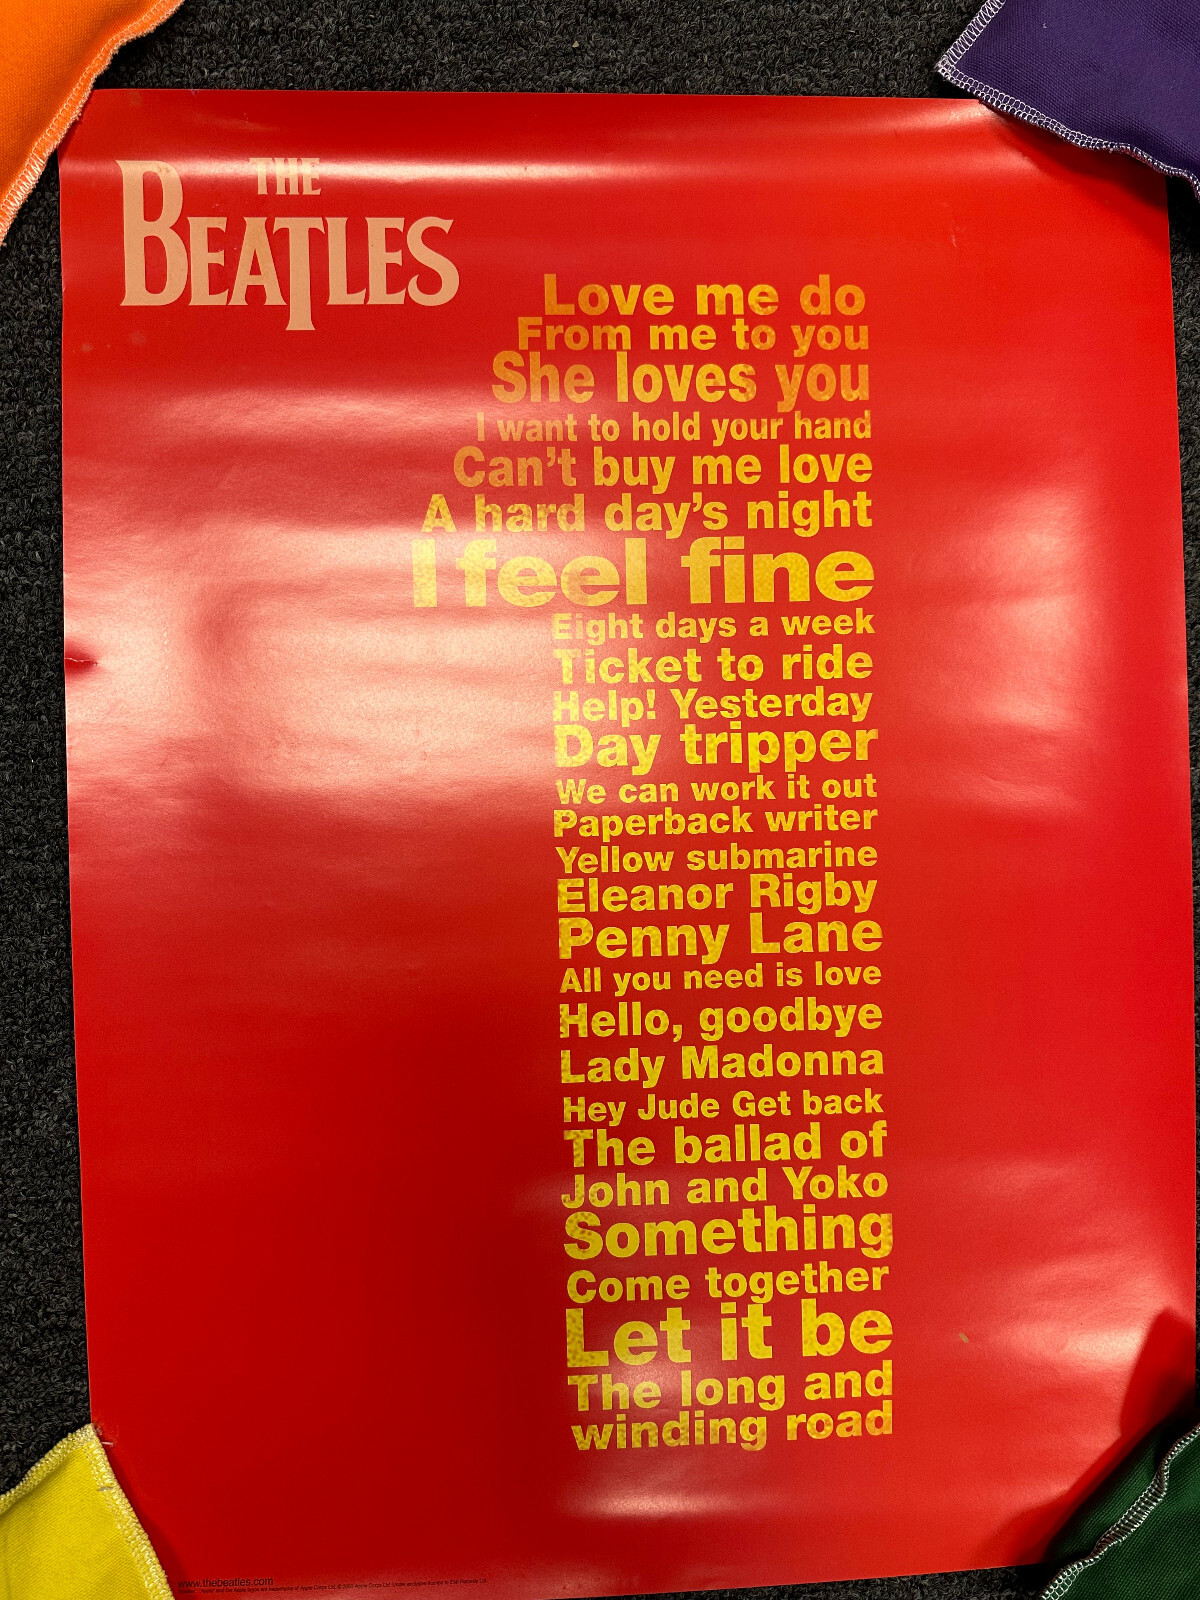 THE
BEATLES
Love me do
From me to you
She loves you
I want to hold your hand
Can't buy me love
A hard day's night
I feel fine
Eight days a week
Ticket to ride
Help! Yesterday
Day tripper
We can work it out
Paperback writer
Yellow submarine
Eleanor Rigby
Penny Lane
All you need is love
Hello, goodbye
Lady Madonna
Hey Jude Get back
The ballad of
John and Yoko
Something
Come together
Let it be
The long and
winding road
www.thebeatles.com